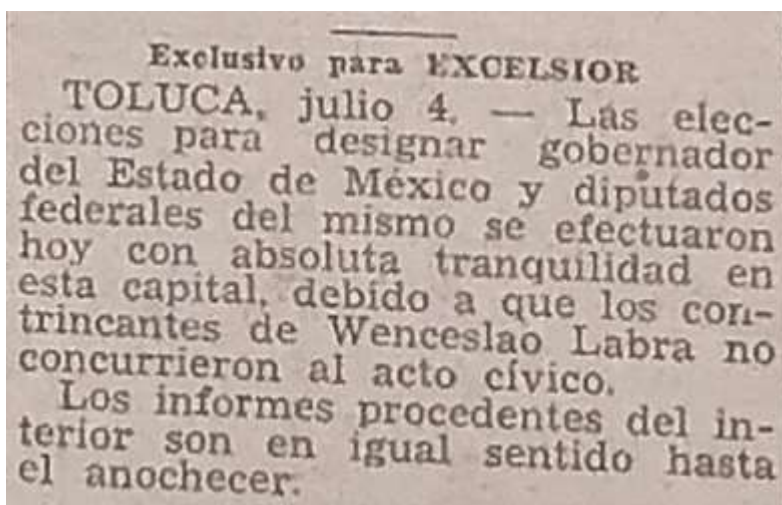 Exclusivo para EXCELSIOR
TOLUCA, julio 4. — Las elec-
ciones para designar gobernador
del Estado de México y diputados
federales del mismo se efectuaron
hoy con absoluta tranquilidad en
esta capital, debido a que los con-
trincantes de Wenceslao Labra no
concurrieron al acto cívico.
Los informes procedentes del in-
terior son en igual sentido hasta
el anochecer.